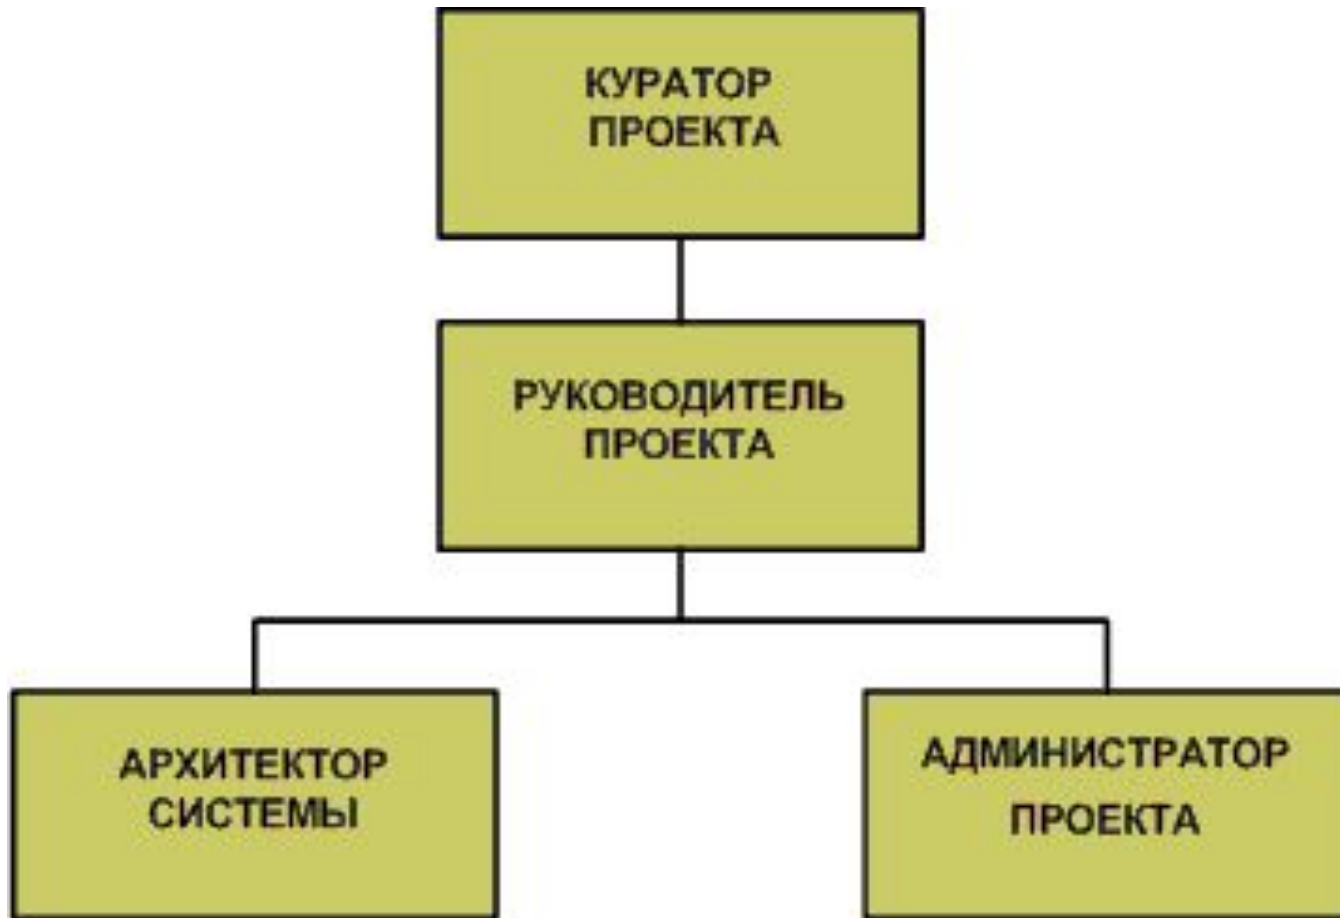 КУРАТОР
ПРОЕКТА
РУКОВОДИТЕЛЬ
ПРОЕКТА
АРХИТЕКТОР
СИСТЕМЫ
АДМИНИСТРАТОР
ПРОЕКТА